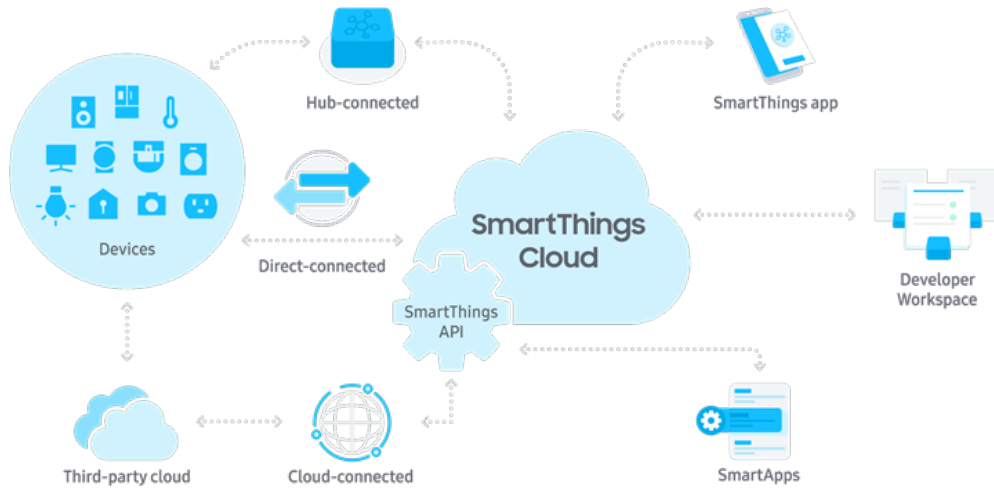 Hub-connected
SmartThings app
Devices
Direct-connected
SmartThings
Cloud
SmartThings
API
Developer
Workspace
Third-party cloud
Cloud-connected
SmartApps